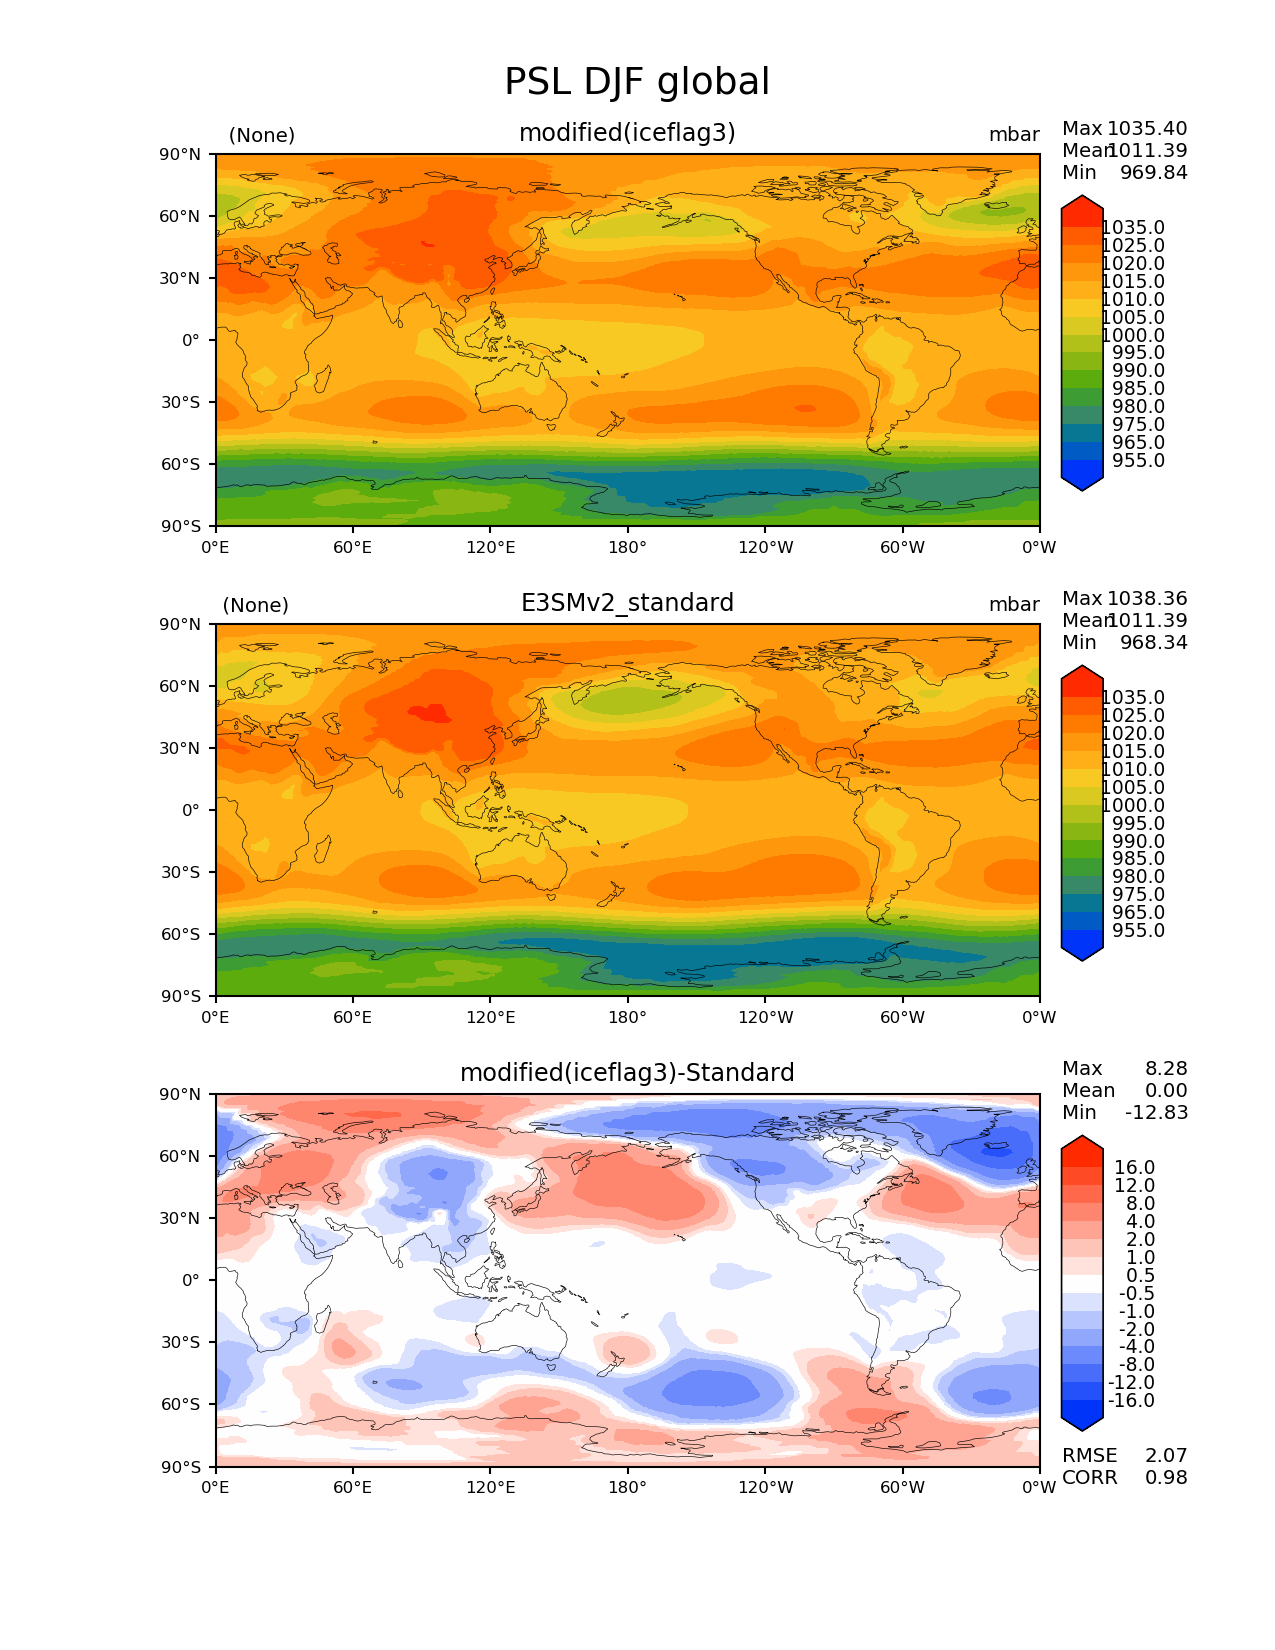 PSL DJF global
(None) modified(iceflag3) mbar
Max 1035.40
Mean 1011.39
Min 969.84
90°N
60°N
30°N
0°
30°S
60°S
90°S
0°E 60°E 120°E 180° 120°W 60°W 0°W
1035.0
1025.0
1020.0
1015.0
1010.0
1005.0
1000.0
995.0
990.0
985.0
980.0
975.0
965.0
955.0
(None) E3SMv2_standard mbar
Max 1038.36
Mean 1011.39
Min 968.34
90°N
60°N
30°N
0°
30°S
60°S
90°S
0°E 60°E 120°E 180° 120°W 60°W 0°W
1035.0
1025.0
1020.0
1015.0
1010.0
1005.0
1000.0
995.0
990.0
985.0
980.0
975.0
965.0
955.0
modified(iceflag3)-Standard
Max 8.28
Mean 0.00
Min -12.83
90°N
60°N
30°N
0°
30°S
60°S
90°S
0°E 60°E 120°E 180° 120°W 60°W 0°W
16.0
12.0
8.0
4.0
2.0
1.0
0.5
-0.5
-1.0
-2.0
-4.0
-8.0
-12.0
-16.0
RMSE 2.07
CORR 0.98